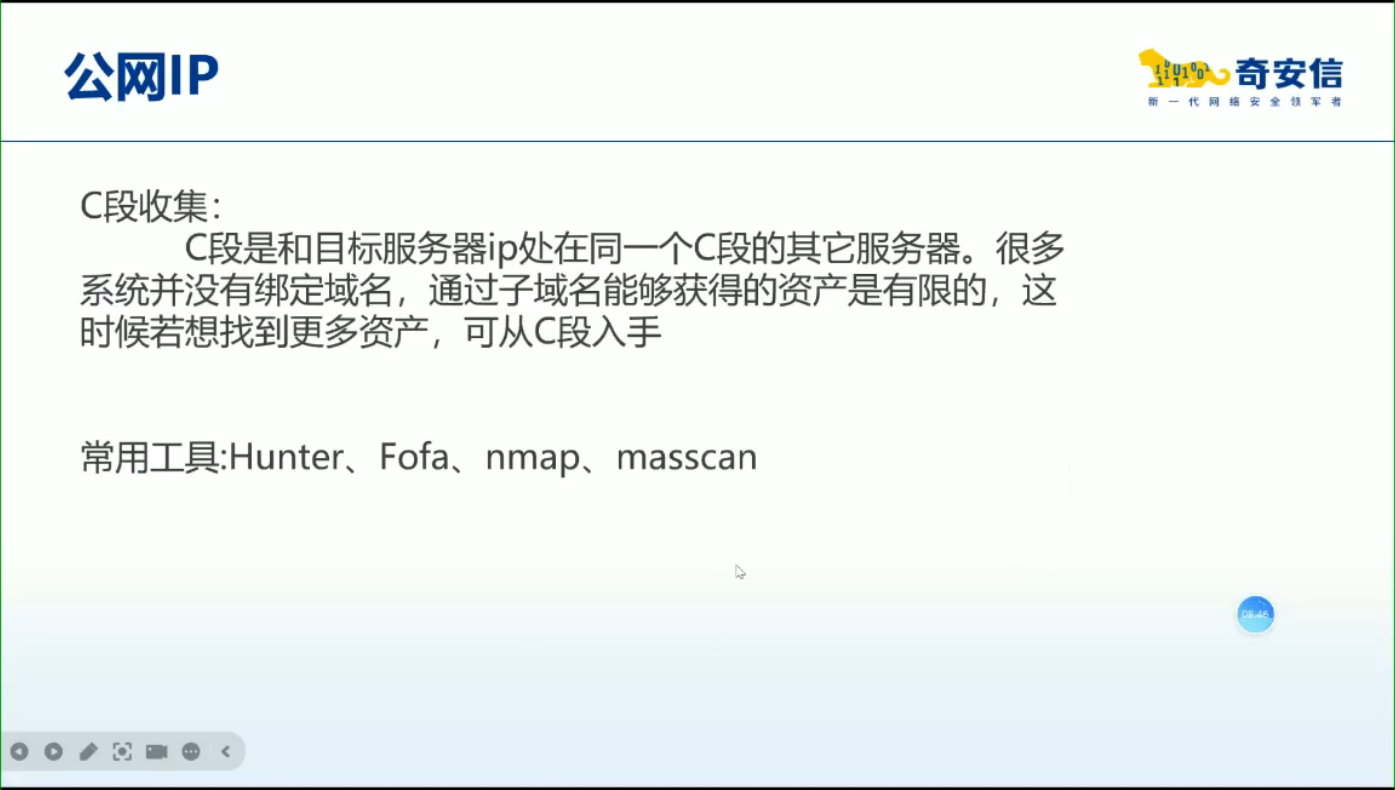 公网IP
奇安信
新一代网络安全领军者
C段收集：
C段是和目标服务器ip处在同一个C段的其它服务器。很多
系统并没有绑定域名，通过子域名能够获得的资产是有限的，这
时候若想找到更多资产，可从C段入手
常用工具:Hunter、Fofa、nmap、masscan
08:46